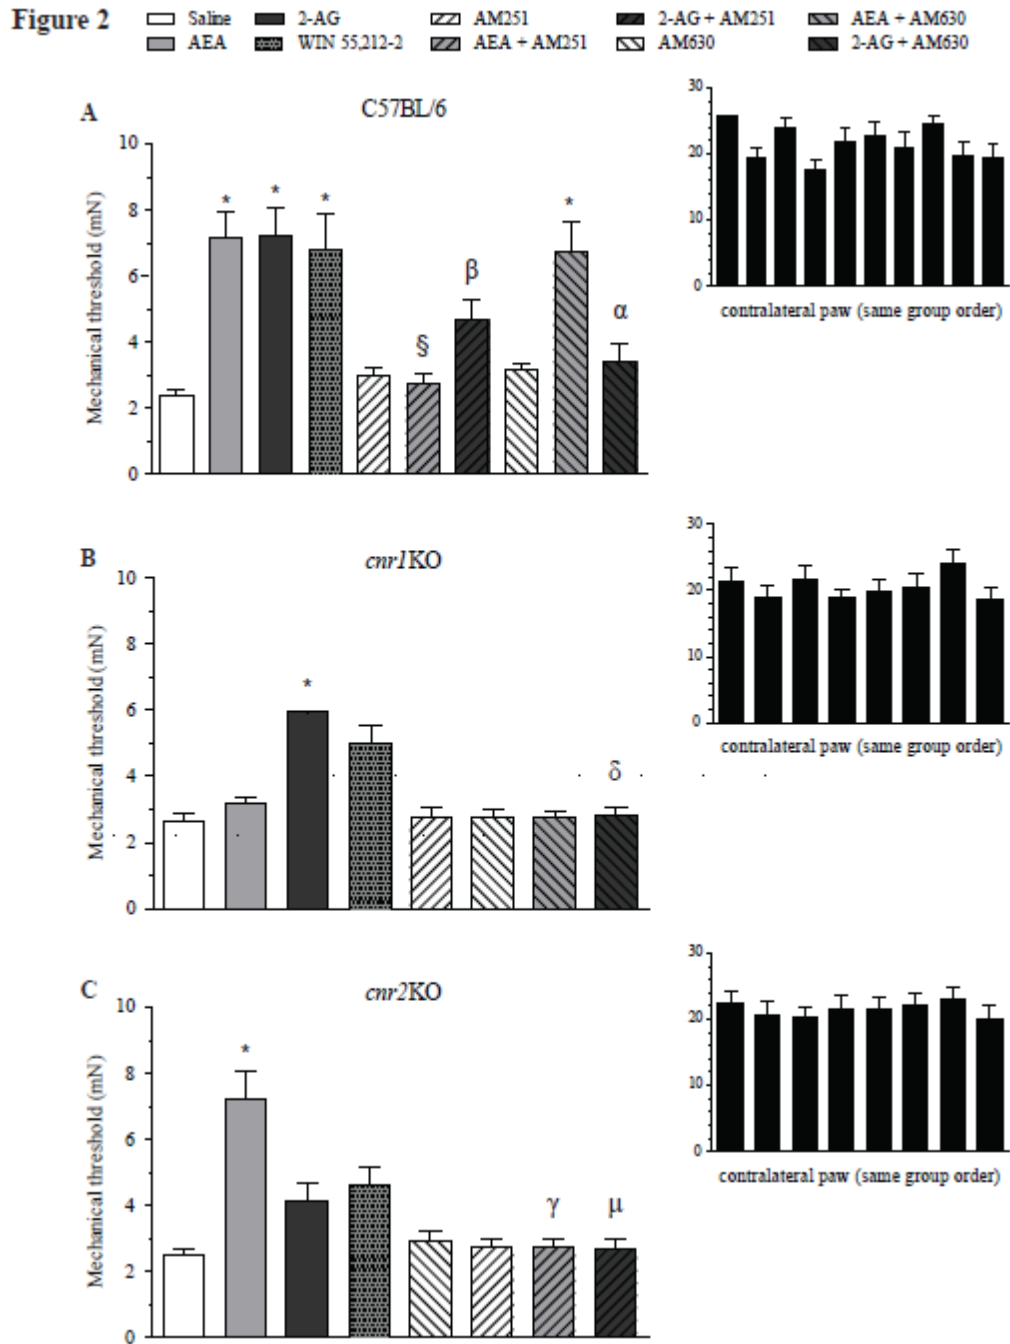 Figure 2
Saline 2-AG AM251 2-AG + AM251 AEA + AM630
AEA WIN 55,212-2 AEA + AM251 AM630 2-AG + AM630
A
C57BL/6
Mechanical threshold (mN)
10
8
6
4
2
0
* * * § β * α
30
20
10
0
contralateral paw (same group order)
B
cnr1KO
Mechanical threshold (mN)
10
8
6
4
2
0
* δ
30
20
10
0
contralateral paw (same group order)
C
cnr2KO
Mechanical threshold (mN)
10
8
6
4
2
0
* γ μ
30
20
10
0
contralateral paw (same group order)